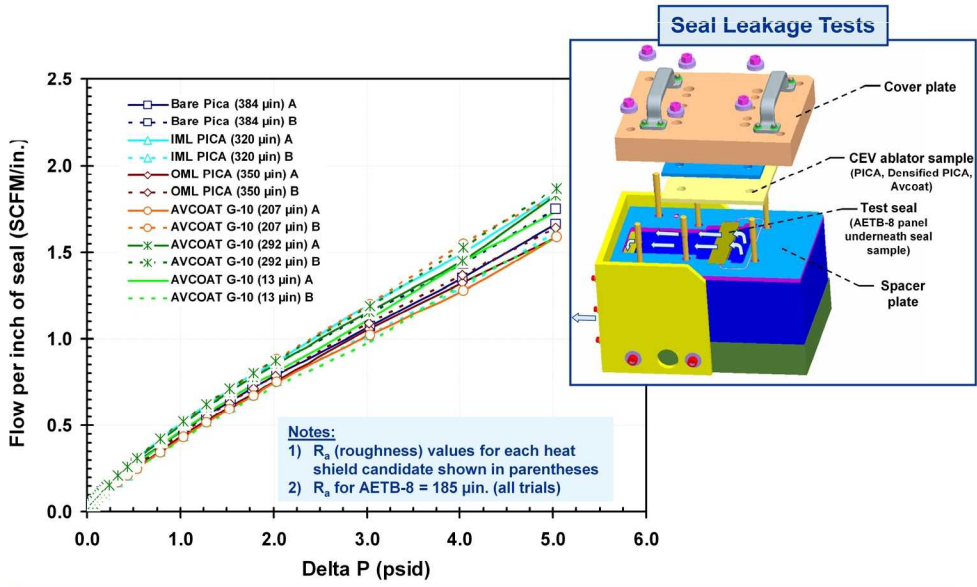 Seal Leakage Tests
Flow per inch of seal (SCFM/in.)
2.5
2.0
1.5
1.0
0.5
0.0
Bare Pica (384 µin) A
Bare Pica (384 µin) B
IML PICA (320 µin) A
IML PICA (320 µin) B
OML PICA (350 µin) A
OML PICA (350 µin) B
AVCOAT G-10 (207 µin) A
AVCOAT G-10 (207 µin) B
AVCOAT G-10 (292 µin) A
AVCOAT G-10 (292 µin) B
AVCOAT G-10 (13 µin) A
AVCOAT G-10 (13 µin) B
Notes:
1) Ra (roughness) values for each heat
shield candidate shown in parentheses
2) Ra for AETB-8 = 185 µin. (all trials)
0.0 1.0 2.0 3.0 4.0 5.0 6.0
Delta P (psid)
Cover plate
CEV ablator sample
(PICA, Densified PICA,
Avcoat)
Test seal
(AETB-8 panel
underneath seal
sample)
Spacer
plate